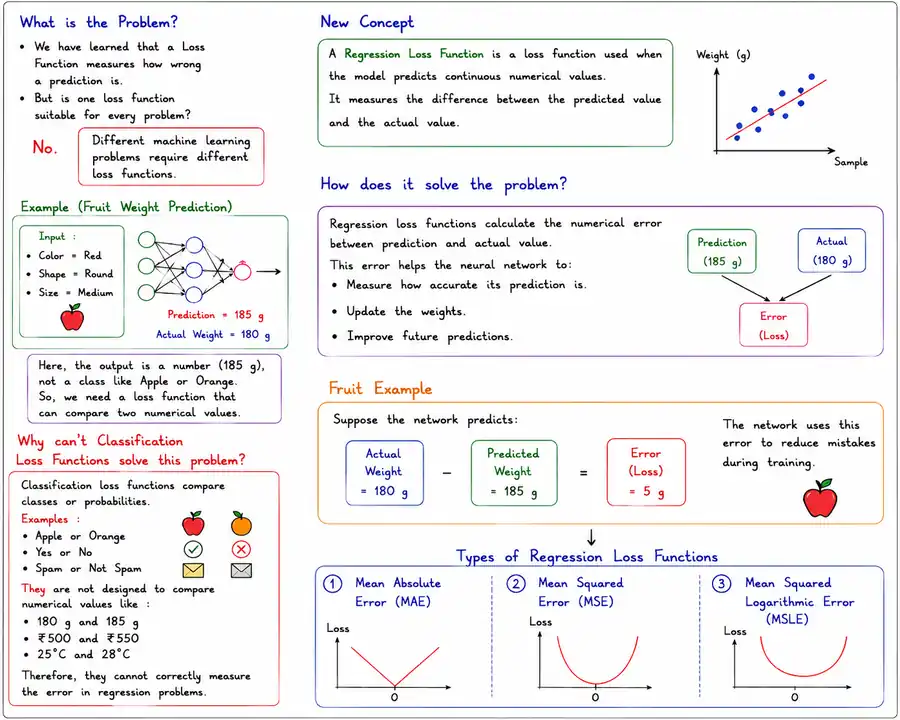 What is the Problem?
• We have learned that a Loss
Function measures how wrong
a prediction is.
• But is one loss function
suitable for every problem?
No.
Different machine learning
problems require different
loss functions.
Example (Fruit Weight Prediction)
Input :
• Color = Red
• Shape = Round
• Size = Medium
Prediction = 185 g
Actual Weight = 180 g
Here, the output is a number (185 g),
not a class like Apple or Orange.
So, we need a loss function that
can compare two numerical values.
Why can't Classification
Loss Functions solve this problem?
Classification loss functions compare
classes or probabilities.
Examples :
• Apple or Orange
• Yes or No
• Spam or Not Spam
They are not designed to compare
numerical values like :
• 180 g and 185 g
• ₹500 and ₹550
• 25°C and 28°C
Therefore, they cannot correctly measure
the error in regression problems.
New Concept
A Regression Loss Function is a loss function used when
the model predicts continuous numerical values.
It measures the difference between the predicted value
and the actual value.
Weight (g)
Sample
How does it solve the problem?
Regression loss functions calculate the numerical error
between prediction and actual value.
This error helps the neural network to:
• Measure how accurate its prediction is.
• Update the weights.
• Improve future predictions.
Prediction
(185 g)
Actual
(180 g)
Error
(Loss)
Fruit Example
Suppose the network predicts:
Actual
Weight
= 180 g
−
Predicted
Weight
= 185 g
=
Error
(Loss)
= 5 g
The network uses this
error to reduce mistakes
during training.
Types of Regression Loss Functions
1 Mean Absolute
Error (MAE)
Loss
0
2 Mean Squared
Error (MSE)
Loss
0
3 Mean Squared
Logarithmic Error
(MSLE)
Loss
0